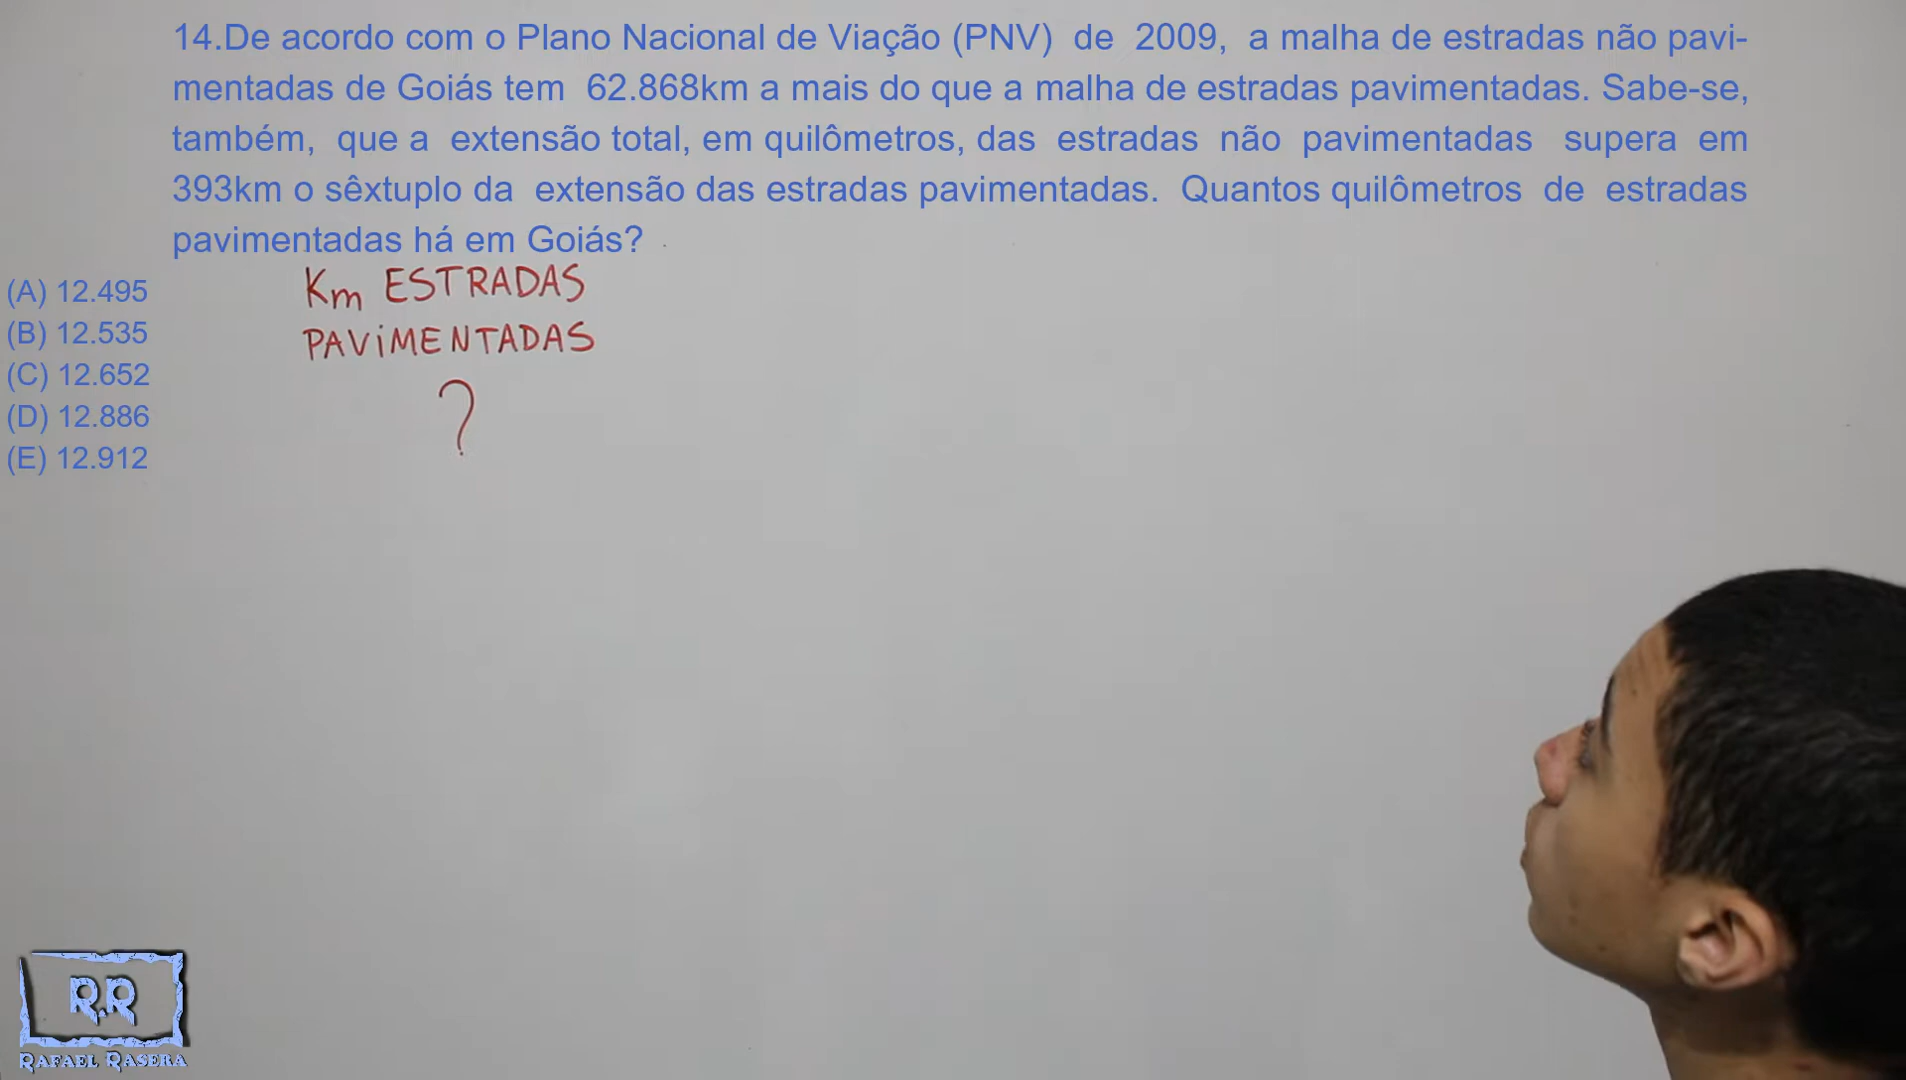 14.De acordo com o Plano Nacional de Viação (PNV) de 2009, a malha de estradas não pavi-
mentadas de Goiás tem 62.868km a mais do que a malha de estradas pavimentadas. Sabe-se,
também, que a extensão total, em quilômetros, das estradas não pavimentadas supera em
393km o sêxtuplo da extensão das estradas pavimentadas. Quantos quilômetros de estradas
pavimentadas há em Goiás?
(A) 12.495
(B) 12.535
(C) 12.652
(D) 12.886
(E) 12.912
Km ESTRADAS
PAViMENTADAS
?
R.R
RAFAEL RASERA